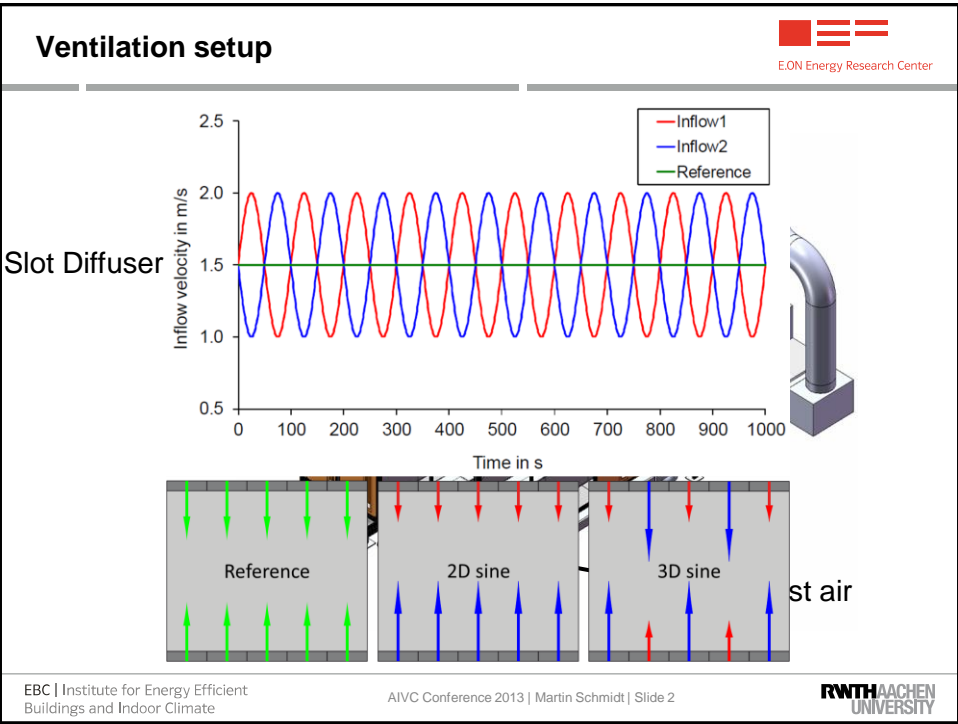 Ventilation setup
E.ON Energy Research Center
Inflow1
Inflow2
Reference
2.5
2.0
1.5
1.0
0.5
Inflow velocity in m/s
Slot Diffuser
0 100 200 300 400 500 600 700 800 900 1000
Time in s
Reference
2D sine
3D sine
st air
EBC | Institute for Energy Efficient
Buildings and Indoor Climate
AIVC Conference 2013 | Martin Schmidt | Slide 2
RWTHAACHEN
UNIVERSITY